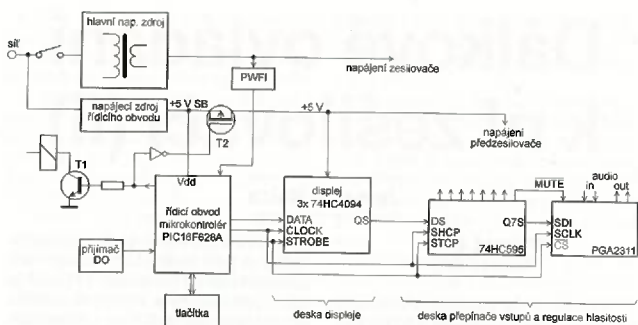 hlavní nap. zdroj
síť
napájení zesilovače
PWFI
napájecí zdroj
řídicího obvodu
+5 V SB
+5 V
T2
napájení
předzesilovače
T1
Vdd
řídicí obvod
mikrokontrolér
PIC16F628A
displej
3x 74HC4094
DATA
CLOCK
STROBE
QS
DS
SHCP
STCP
Q7S
74HC595
MUTE
audio
in
out
SDI
SCLK
CS
PGA2311
přijímač
DO
tlačítka
deska displeje
deska přepínače vstupů a regulace hlasitosti